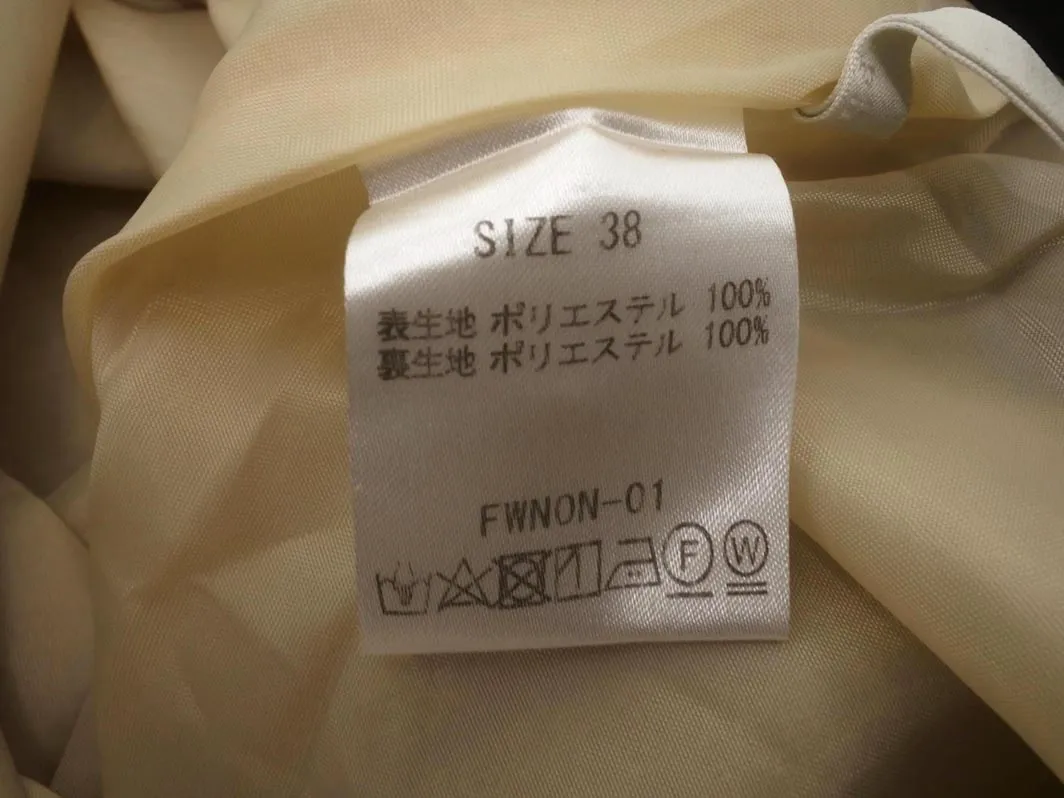 SIZE 38
表生地 ポリエステル 100%
裏生地 ポリエステル 100%
FWNON-01
F W